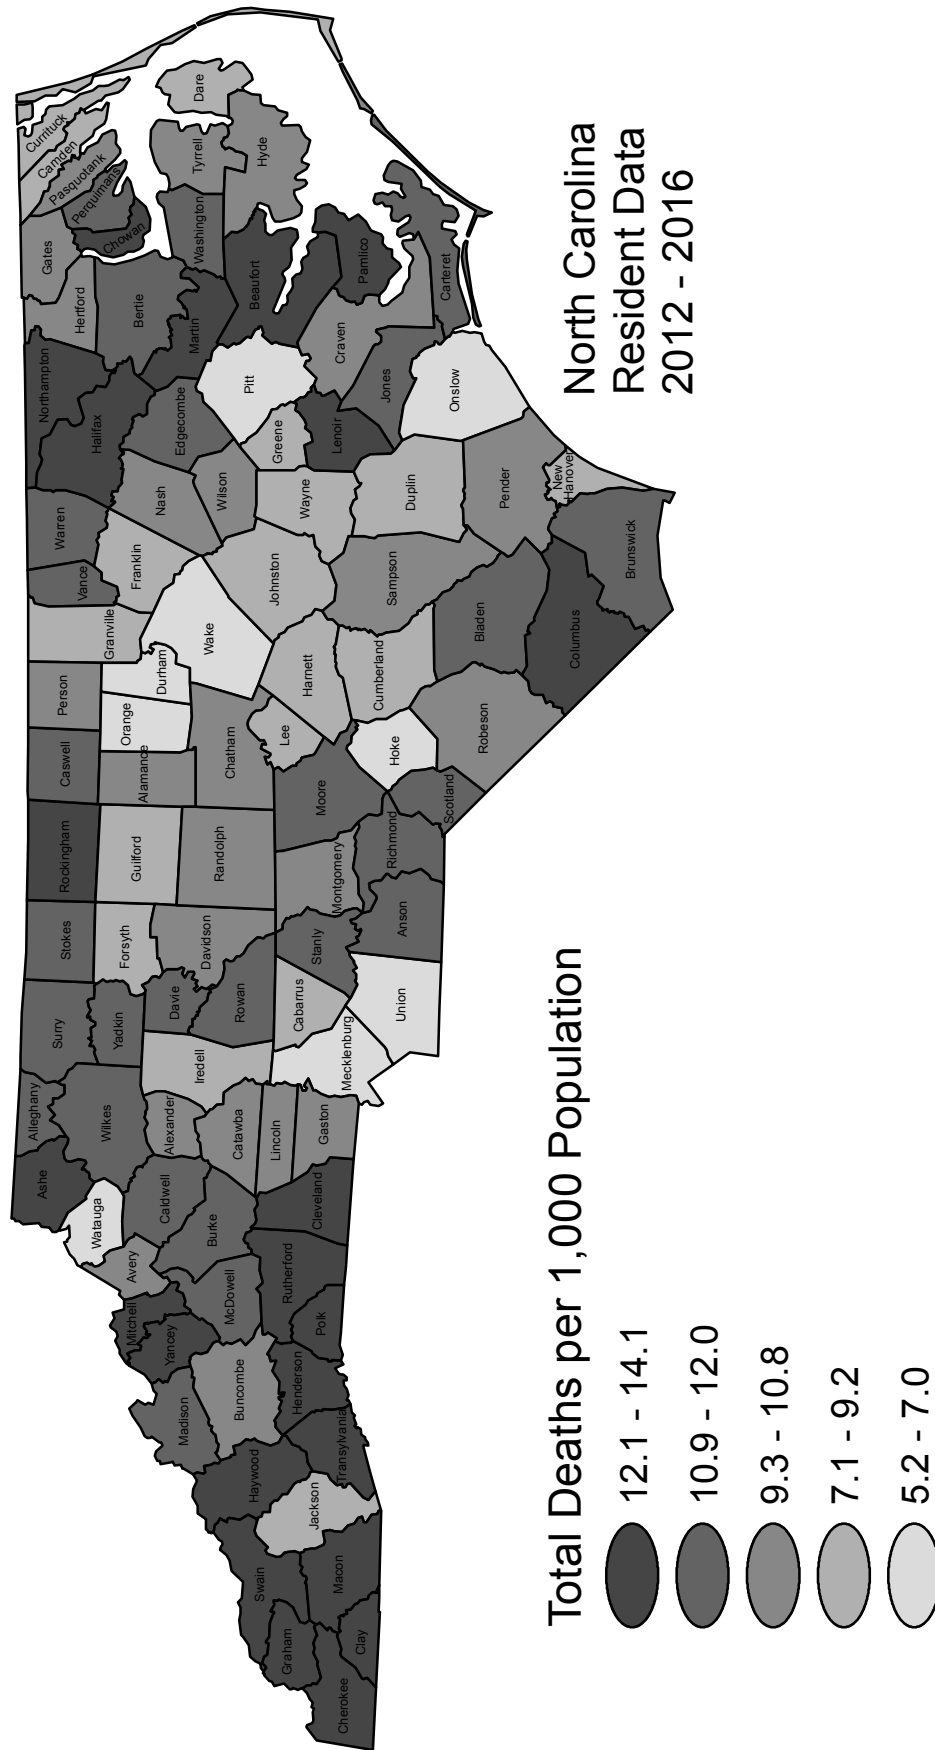 Cherokee
Graham
Clay
Swain
Macon
Jackson
Haywood
Transylvania
Madison
Buncombe
Henderson
Yancey
Mitchell
McDowell
Rutherford
Polk
Avery
Watauga
Burke
Caldwell
Cleveland
Ashe
Alleghany
Wilkes
Alexander
Catawba
Lincoln
Gaston
Surry
Yadkin
Iredell
Mecklenburg
Davie
Rowan
Cabarrus
Union
Stokes
Forsyth
Davidson
Stanly
Anson
Rockingham
Guilford
Randolph
Montgomery
Richmond
Caswell
Alamance
Chatham
Moore
Scotland
Person
Orange
Durham
Lee
Hoke
Robeson
Granville
Wake
Harnett
Cumberland
Bladen
Columbus
Vance
Warren
Franklin
Johnston
Sampson
Brunswick
Nash
Wilson
Wayne
Duplin
Pender
New
Hanover
Northampton
Halifax
Edgecombe
Pitt
Greene
Lenoir
Jones
Onslow
Hertford
Bertie
Martin
Beaufort
Craven
Pamlico
Carteret
Gates
Chowan
Perquimans
Pasquotank
Camden
Currituck
Washington
Tyrrell
Dare
Hyde
Total Deaths per 1,000 Population
12.1 - 14.1
10.9 - 12.0
9.3 - 10.8
7.1 - 9.2
5.2 - 7.0
North Carolina
Resident Data
2012 - 2016